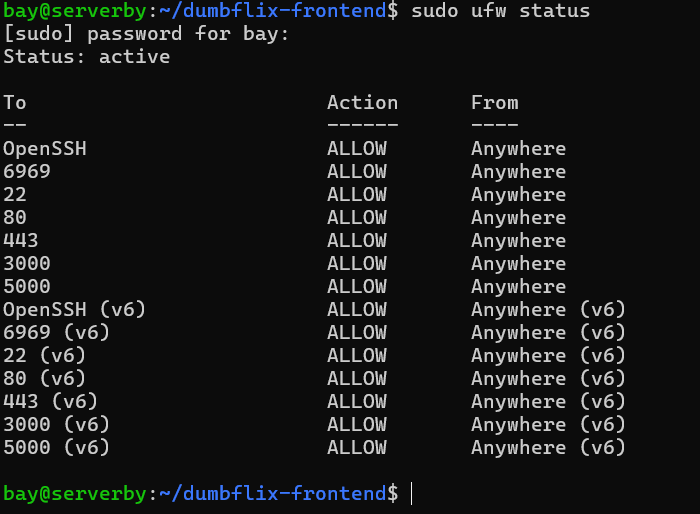 bay@serverby:~/dumbflix-frontend$ sudo ufw status
[sudo] password for bay:
Status: active
To                         Action      From
--                         ------      ----
OpenSSH                    ALLOW       Anywhere
6969                       ALLOW       Anywhere
22                         ALLOW       Anywhere
80                         ALLOW       Anywhere
443                        ALLOW       Anywhere
3000                       ALLOW       Anywhere
5000                       ALLOW       Anywhere
OpenSSH (v6)               ALLOW       Anywhere (v6)
6969 (v6)                  ALLOW       Anywhere (v6)
22 (v6)                    ALLOW       Anywhere (v6)
80 (v6)                    ALLOW       Anywhere (v6)
443 (v6)                   ALLOW       Anywhere (v6)
3000 (v6)                  ALLOW       Anywhere (v6)
5000 (v6)                  ALLOW       Anywhere (v6)
bay@serverby:~/dumbflix-frontend$